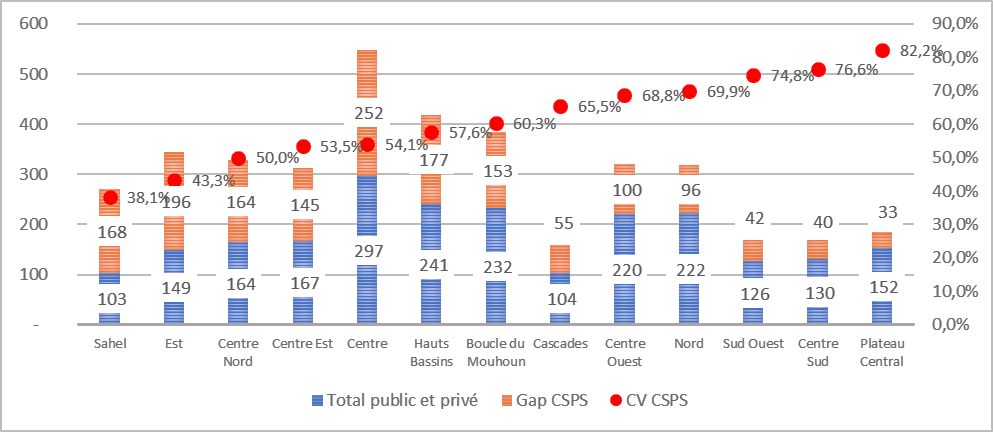 600
500
400
300
200
100
-
90,0%
80,0%
70,0%
60,0%
50,0%
40,0%
30,0%
20,0%
10,0%
0,0%
38,1%
43,3%
50,0%
53,5%
54,1%
57,6%
60,3%
65,5%
68,8%
69,9%
74,8%
76,6%
82,2%
168
196
164
145
252
177
153
55
100
96
42
40
33
103
149
164
167
297
241
232
104
220
222
126
130
152
Sahel
Est
Centre
Nord
Centre Est
Centre
Hauts
Bassins
Boucle du
Mouhoun
Cascades
Centre
Ouest
Nord
Sud Ouest
Centre
Sud
Plateau
Central
Total public et privé
Gap CSPS
CV CSPS